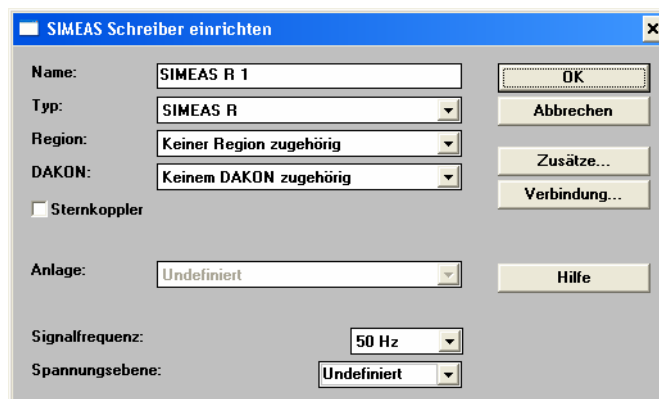 SIMEAS Schreiber einrichten
Name: SIMEAS R 1 OK
Typ: SIMEAS R Abbrechen
Region: Keiner Region zugehörig
Zusätze...
DAKON: Keinem DAKON zugehörig
Verbindung...
Sternkoppler
Anlage: Undefiniert Hilfe
Signalfrequenz: 50 Hz
Spannungsebene: Undefiniert